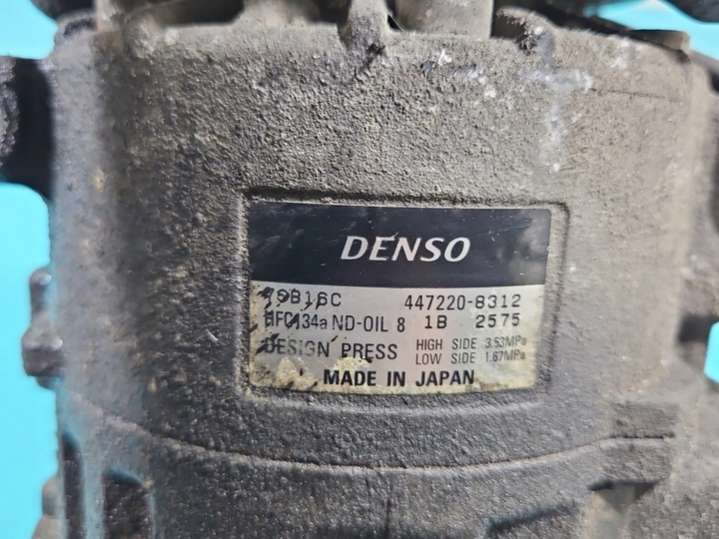 DENSO
447220-8312
HFC134a ND-OIL 8 1B 2575
DESIGN PRESS HIGH SIDE 3.53MPa
LOW SIDE 1.67MPa
MADE IN JAPAN